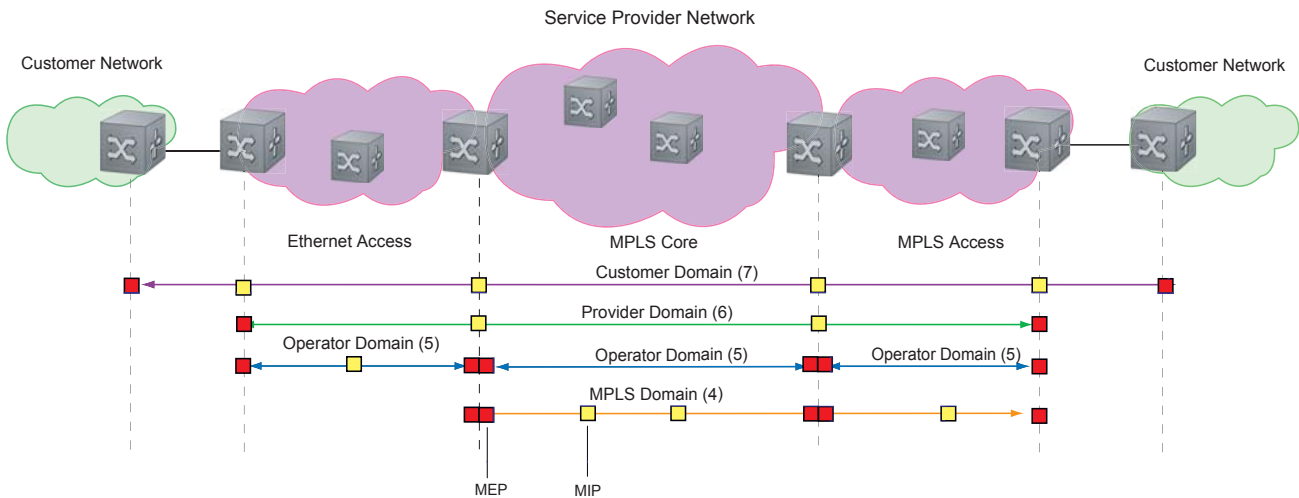 Service Provider Network
Customer Network
Customer Network
Ethernet Access
MPLS Core
MPLS Access
Customer Domain (7)
Provider Domain (6)
Operator Domain (5)
Operator Domain (5)
Operator Domain (5)
MPLS Domain (4)
MEP
MIP